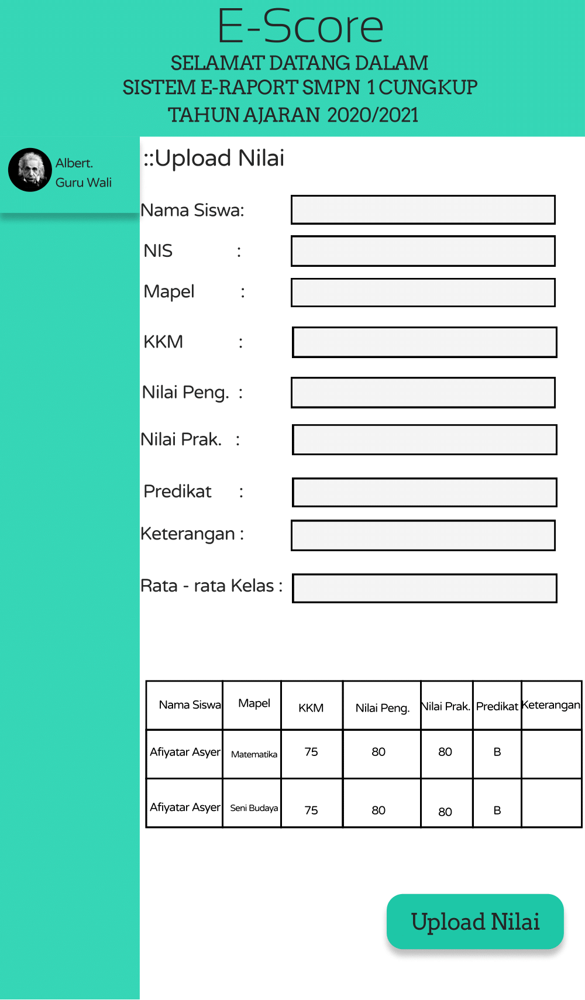 E-Score
SELAMAT DATANG DALAM
SISTEM E-RAPORT SMPN 1 CUNGKUP
TAHUN AJARAN 2020/2021
Albert.
Guru Wali
::Upload Nilai
Nama Siswa:
NIS :
Mapel :
KKM :
Nilai Peng. :
Nilai Prak. :
Predikat :
Keterangan :
Rata - rata Kelas :
Nama Siswa Mapel KKM Nilai Peng. Nilai Prak. Predikat Keterangan
Afiyatar Asyer Matematika 75 80 80 B
Afiyatar Asyer Seni Budaya 75 80 80 B
Upload Nilai